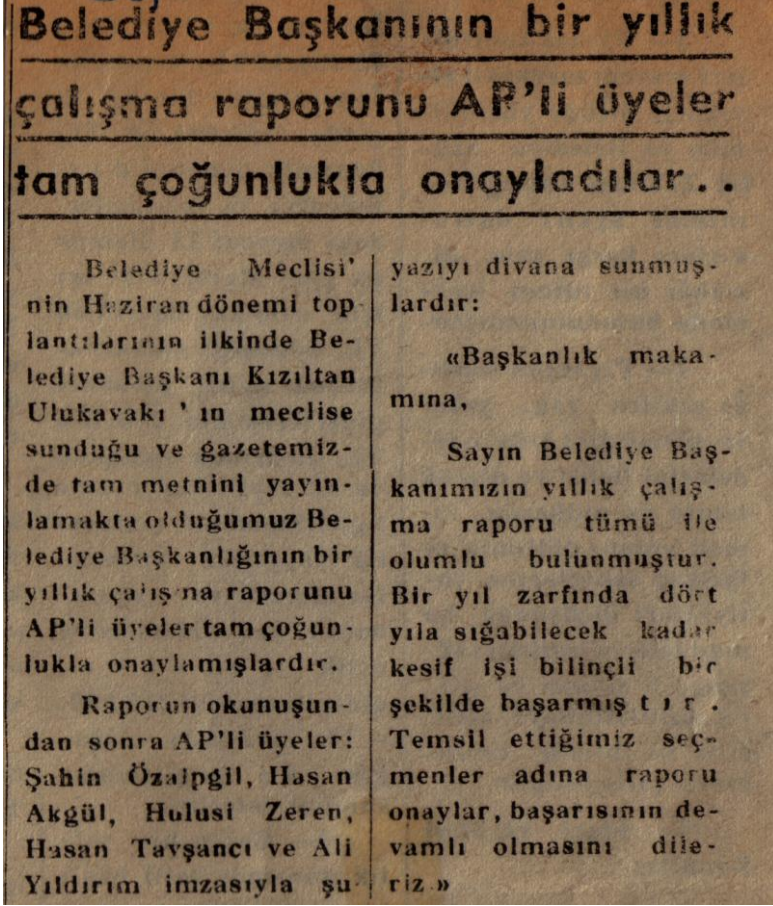 Belediye Başkanının bir yıllık
çalışma raporunu AP'li üyeler
tam çoğunlukla onayladılar..
Belediye Meclisi'
nin Haziran dönemi top-
lantılarının ilkinde Be-
lediye Başkanı Kızıltan
Ulukavakı ' ın meclise
sunduğu ve gazetemiz-
de tam metnini yayın-
lamakta olduğumuz Be-
lediye Başkanlığının bir
yıllık çalışma raporunu
AP'li üyeler tam çoğun-
lukla onaylamışlardır.
Raporun okunuşun-
dan sonra AP'li üyeler:
Şahin Özalpgil, Hasan
Akgül, Hulusi Zeren,
Hasan Tavşancı ve Ali
Yıldırım imzasıyla şu
yazıyı divana sunmuş-
lardır:
«Başkanlık maka-
mına,
Sayın Belediye Baş-
kanımızın yıllık çalış-
ma raporu tümü ile
olumlu bulunmuştur.
Bir yıl zarfında dört
yıla sığabilecek kadar
kesif işi bilinçli bir
şekilde başarmış t ı r .
Temsil ettiğimiz seç-
menler adına raporu
onaylar, başarısının de-
vamlı olmasını dile-
riz.»